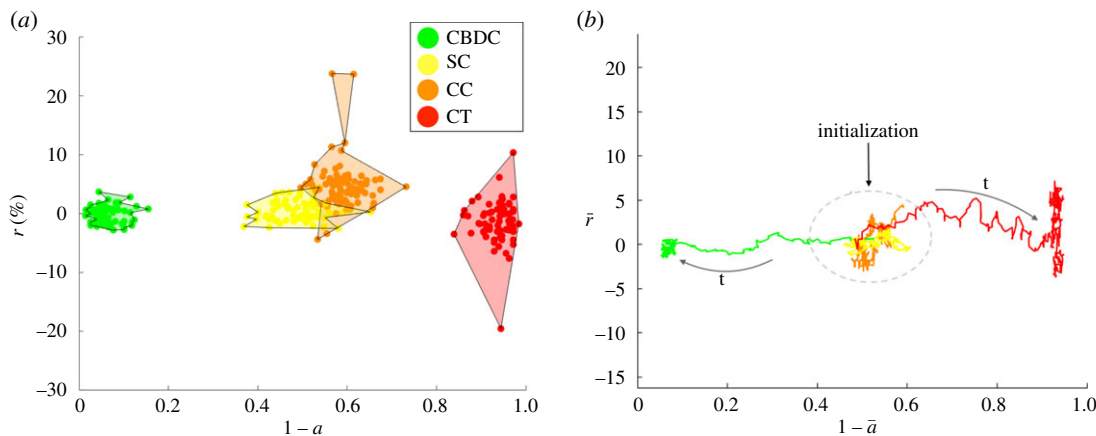 (a)
30
20
10
0
–10
–20
–30
r (%)
0 0.2 0.4 0.6 0.8 1.0
1 – a
CBDC
SC
CC
CT
(b)
20
15
10
5
0
–5
–10
–15
r̄
initialization
t
t
0 0.2 0.4 0.6 0.8 1.0
1 – ā